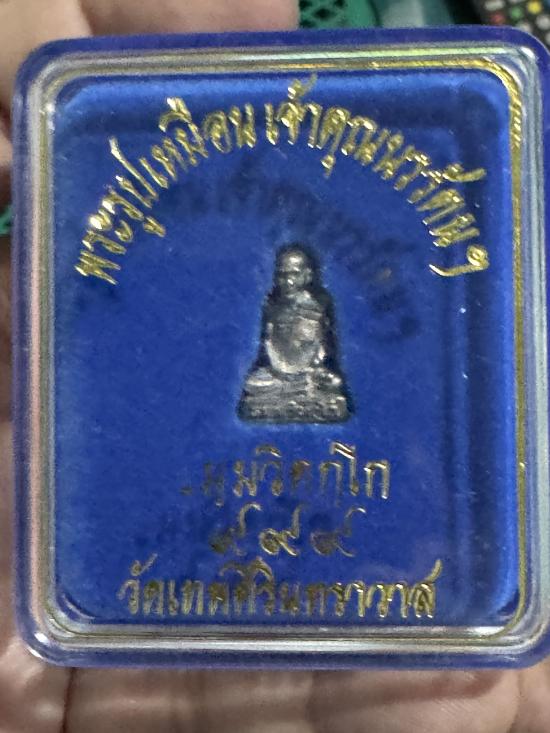 พระรูปเหมือน เจ้าคุณนรรัตนฯ
ธมฺมวิตกฺโก
๙๙๙
วัดเทพศิรินทราวาส